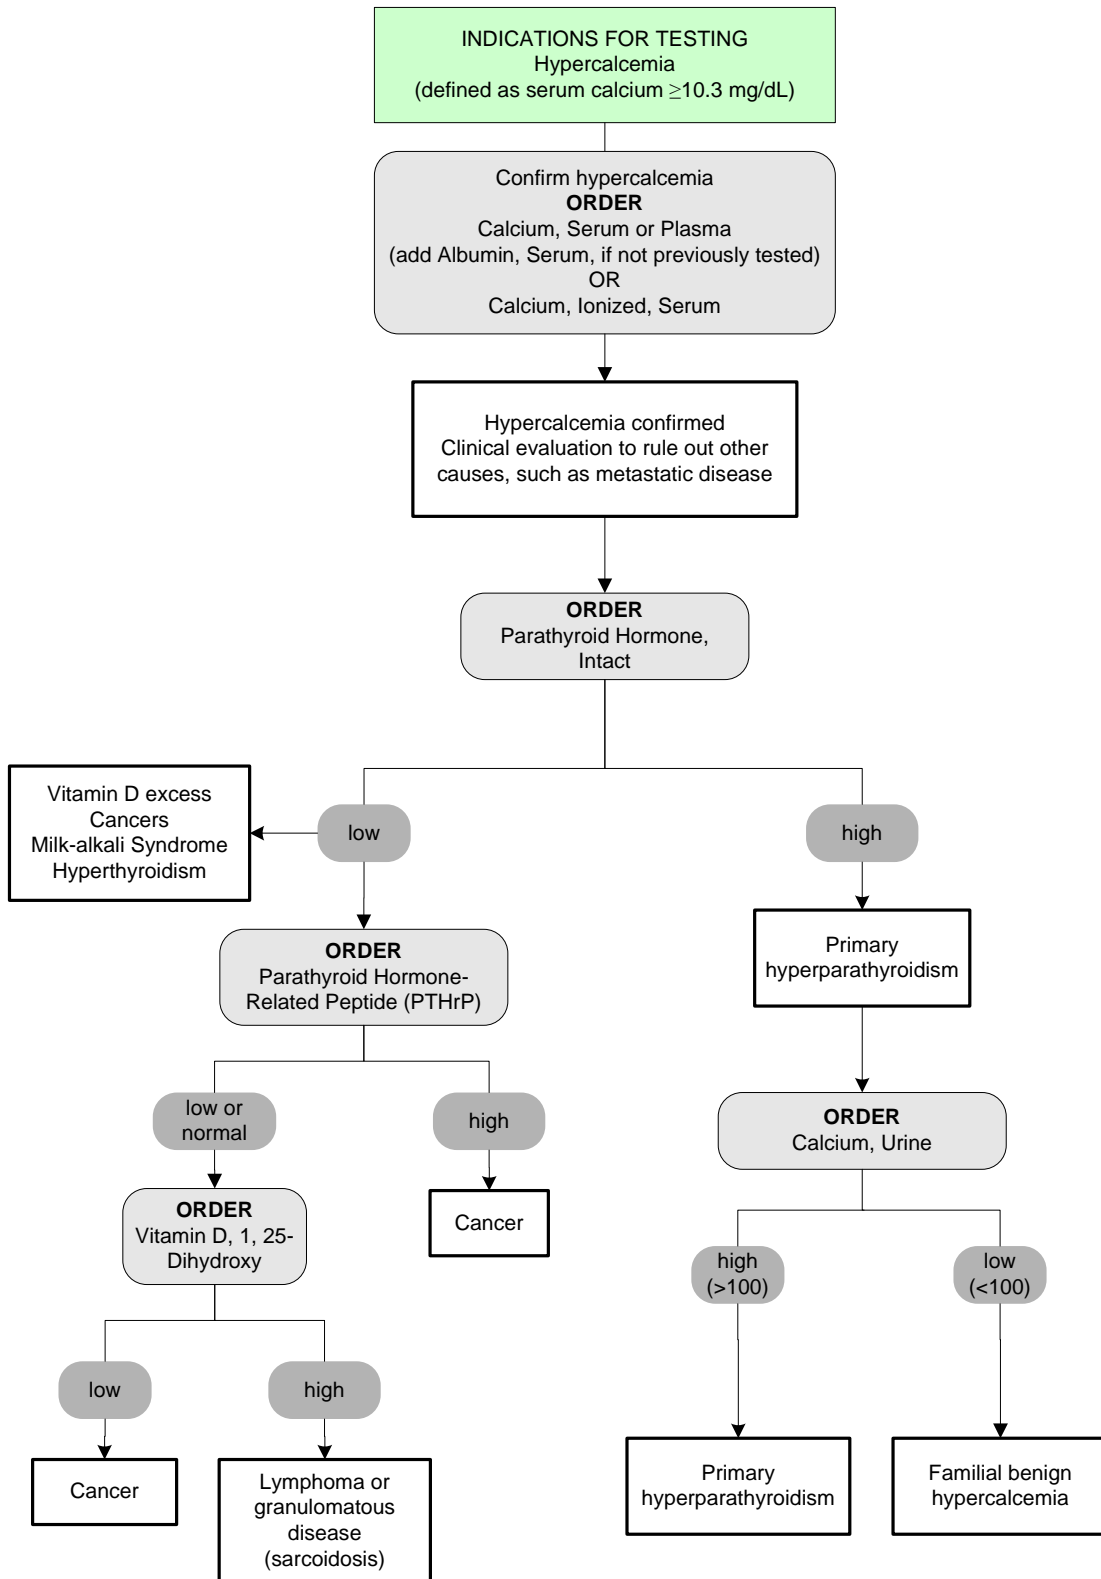 INDICATIONS FOR TESTING
Hypercalcemia
(defined as serum calcium ≥10.3 mg/dL)
Confirm hypercalcemia
ORDER
Calcium, Serum or Plasma
(add Albumin, Serum, if not previously tested)
OR
Calcium, Ionized, Serum
Hypercalcemia confirmed
Clinical evaluation to rule out other
causes, such as metastatic disease
ORDER
Parathyroid Hormone,
Intact
Vitamin D excess
Cancers
Milk-alkali Syndrome
Hyperthyroidism
low
high
ORDER
Parathyroid Hormone-
Related Peptide (PTHrP)
Primary
hyperparathyroidism
low or
normal
high
ORDER
Calcium, Urine
ORDER
Vitamin D, 1, 25-
Dihydroxy
Cancer
high
(>100)
low
(<100)
low
high
Cancer
Lymphoma or
granulomatous
disease
(sarcoidosis)
Primary
hyperparathyroidism
Familial benign
hypercalcemia